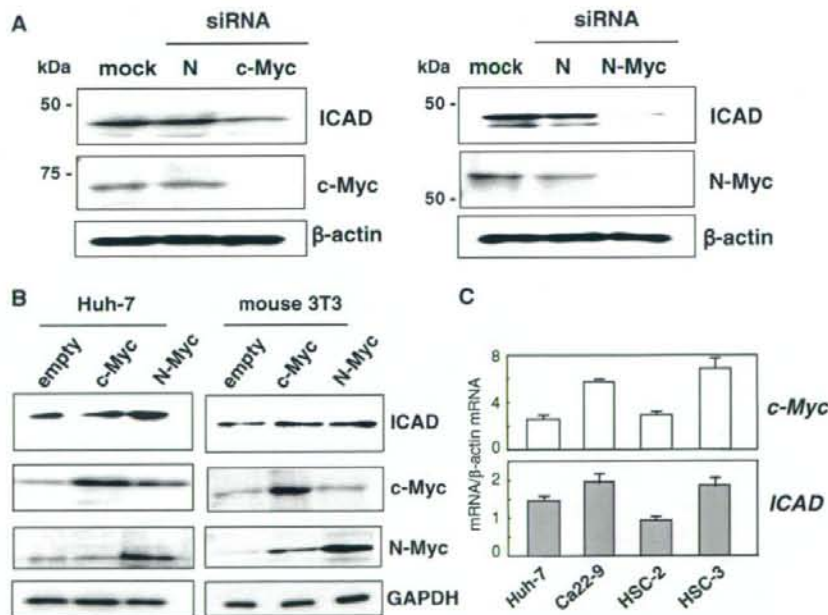 A
siRNA
kDa mock N c-Myc
50 -
ICAD
75 -
c-Myc
β-actin
siRNA
mock N N-Myc
50 -
ICAD
N-Myc
50 -
β-actin
B
Huh-7 mouse 3T3
empty c-Myc N-Myc empty c-Myc N-Myc
ICAD
c-Myc
N-Myc
GAPDH
C
mRNA/β-actin mRNA
8
4
0
c-Myc
2
1
0
ICAD
Huh-7 Ca22-9 HSC-2 HSC-3